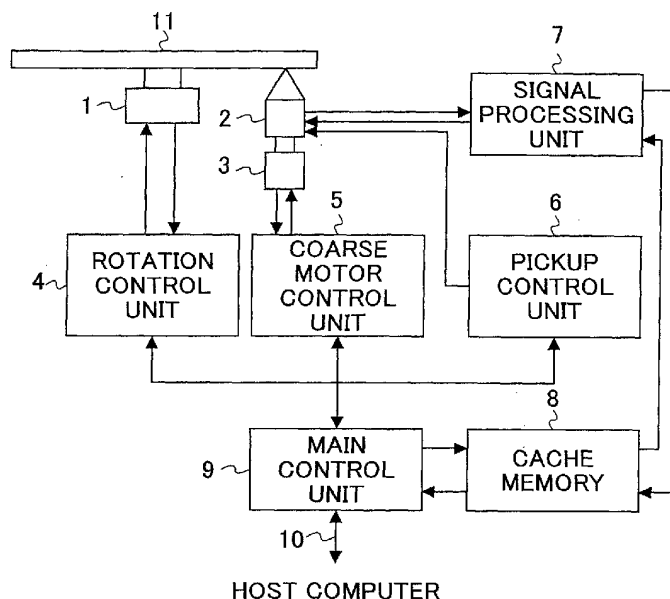 11
7
1
2
SIGNAL
PROCESSING
UNIT
3
5
6
4
ROTATION
CONTROL
UNIT
COARSE
MOTOR
CONTROL
UNIT
PICKUP
CONTROL
UNIT
8
9
MAIN
CONTROL
UNIT
CACHE
MEMORY
10
HOST COMPUTER